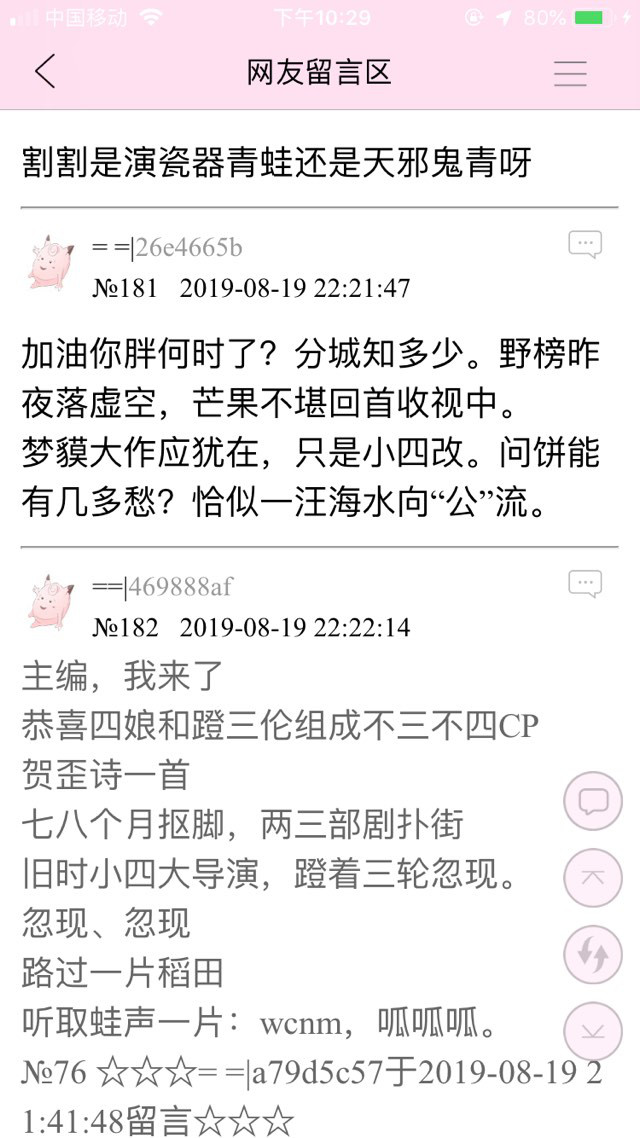 中国移动 下午10:29 80%
网友留言区
割割是演瓷器青蛙还是天邪鬼青呀
= =|26e4665b
№181 2019-08-19 22:21:47
加油你胖何时了？分城知多少。野榜昨
夜落虚空，芒果不堪回首收视中。
梦貘大作应犹在，只是小四改。问饼能
有几多愁？恰似一汪海水向“公”流。
==|469888af
№182 2019-08-19 22:22:14
主编，我来了
恭喜四娘和蹬三伦组成不三不四CP
贺歪诗一首
七八个月抠脚，两三部剧扑街
旧时小四大导演，蹬着三轮忽现。
忽现、忽现
路过一片稻田
听取蛙声一片：wcnm，呱呱呱。
№76 ☆☆☆= =|a79d5c57于2019-08-19 2
1:41:48留言☆☆☆